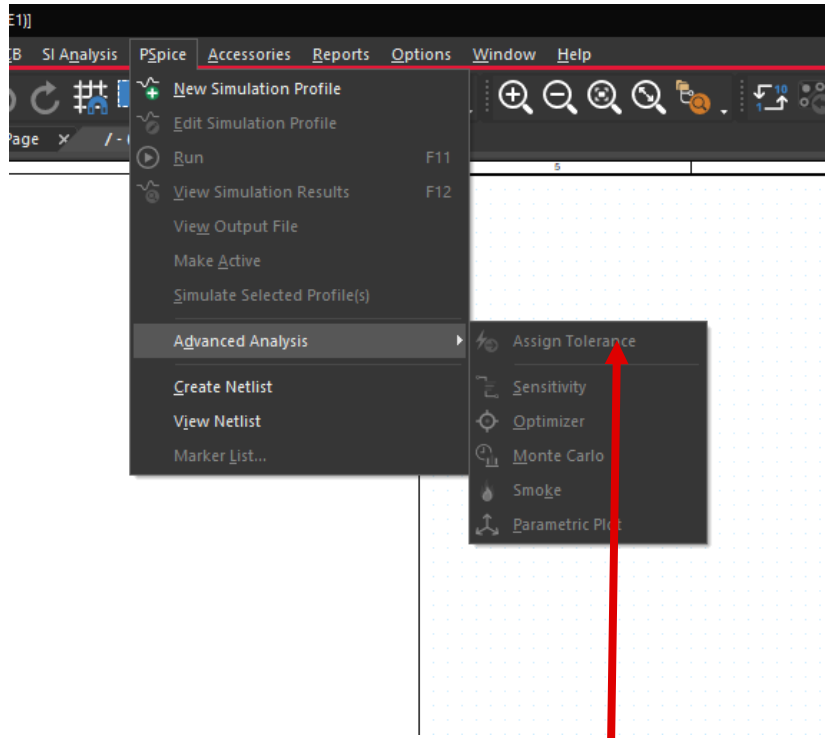 E1)]
CB SI Analysis PSpice Accessories Reports Options Window Help
New Simulation Profile
Edit Simulation Profile
Page × / - (
Run F11
5
View Simulation Results F12
View Output File
Make Active
Simulate Selected Profile(s)
Advanced Analysis
Assign Tolerance
Create Netlist
Sensitivity
View Netlist
Optimizer
Marker List...
Monte Carlo
Smoke
Parametric Plot